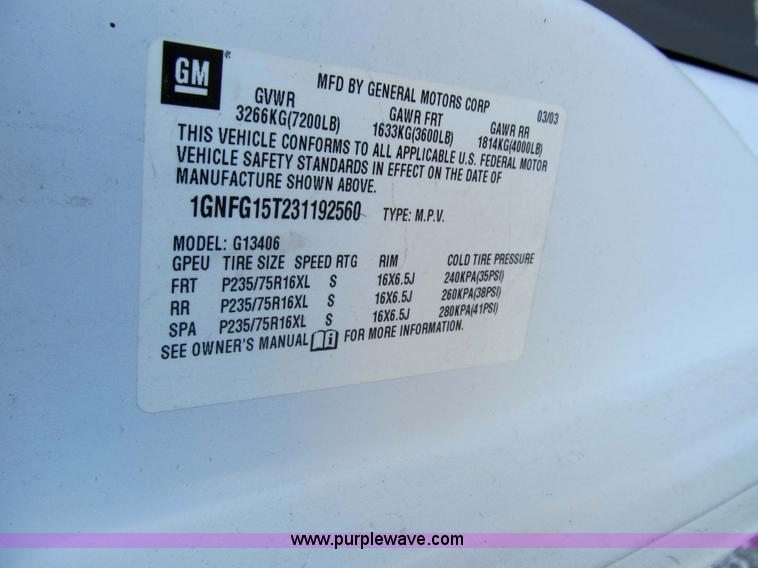 GM ®
MFD BY GENERAL MOTORS CORP 03/03
GVWR GAWR FRT GAWR RR
3266KG(7200LB) 1633KG(3600LB) 1814KG(4000LB)
THIS VEHICLE CONFORMS TO ALL APPLICABLE U.S. FEDERAL MOTOR
VEHICLE SAFETY STANDARDS IN EFFECT ON THE DATE OF
MANUFACTURE SHOWN ABOVE.
1GNFG15T231192560 TYPE: M.P.V.
MODEL: G13406
GPEU TIRE SIZE SPEED RTG RIM COLD TIRE PRESSURE
FRT P235/75R16XL S 16X6.5J 240KPA(35PSI)
RR P235/75R16XL S 16X6.5J 260KPA(38PSI)
SPA P235/75R16XL S 16X6.5J 280KPA(41PSI)
SEE OWNER'S MANUAL FOR MORE INFORMATION.
www.purplewave.com